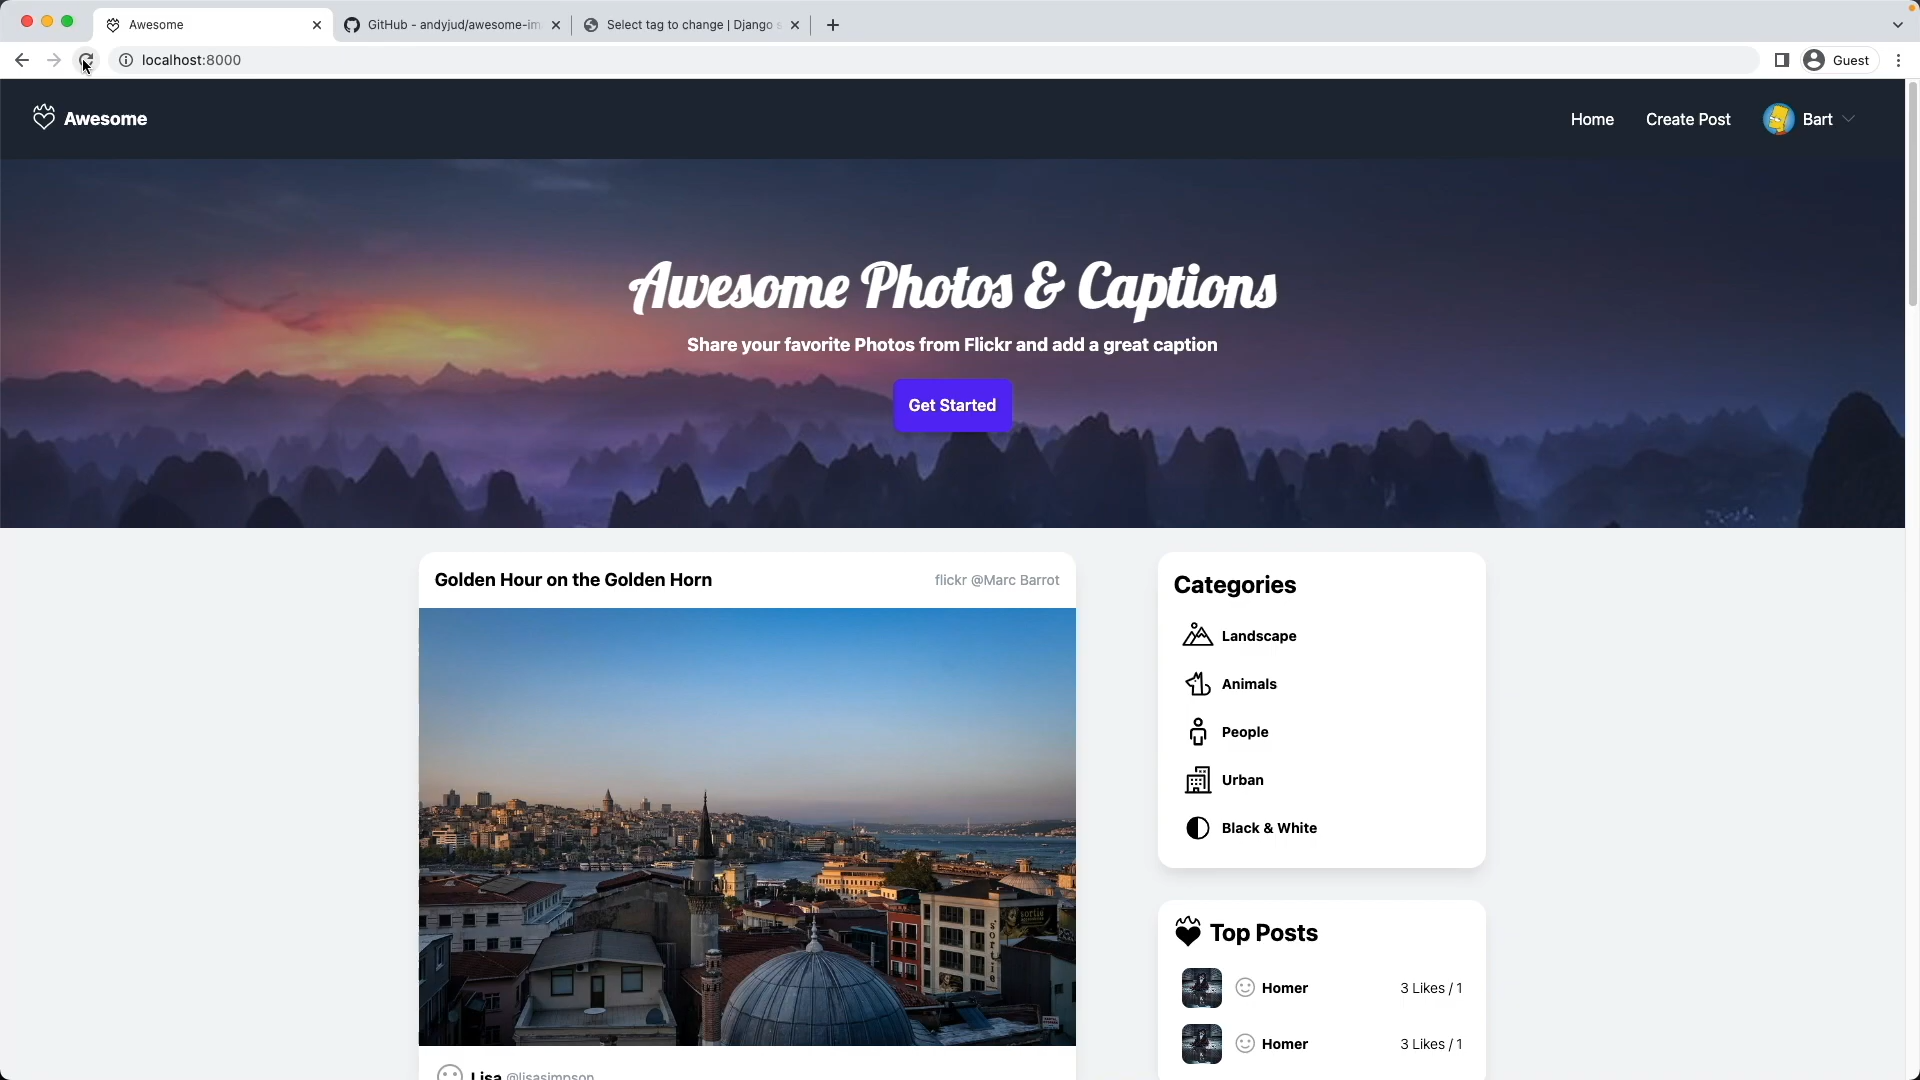 Awesome
GitHub - andyjud/awesome-im
Select tag to change | Django s
localhost:8000
Guest
Awesome
Home
Create Post
Bart
Awesome Photos & Captions
Share your favorite Photos from Flickr and add a great caption
Get Started
Golden Hour on the Golden Horn
flickr @Marc Barrot
Categories
Landscape
Animals
People
Urban
Black & White
sortie
Top Posts
Homer
3 Likes / 1
Homer
3 Likes / 1
Lisa @lisasimpson